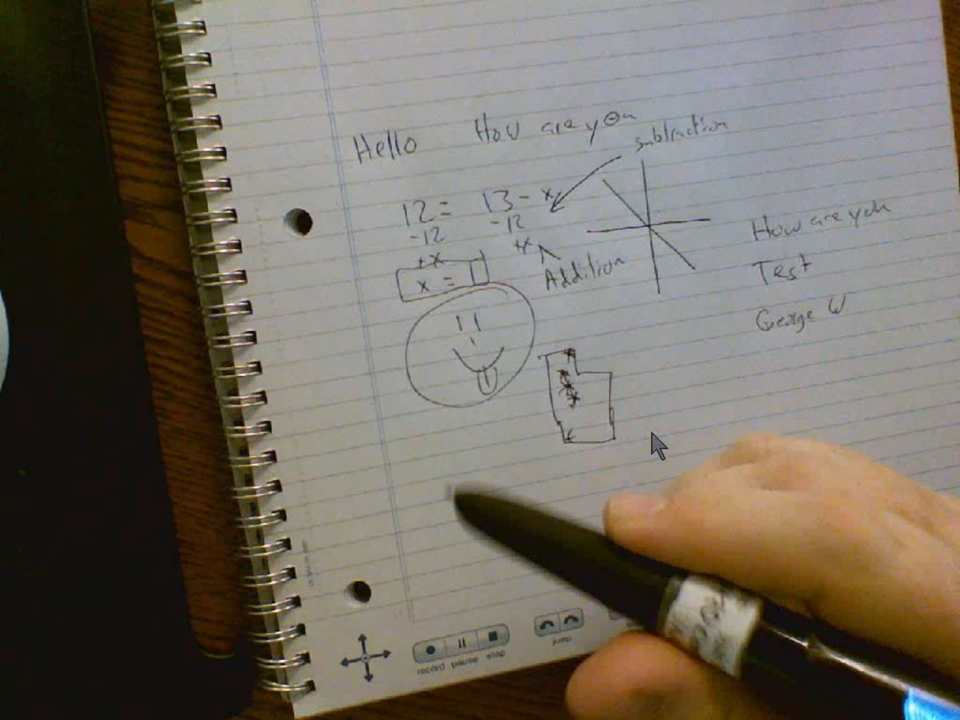 Hello How are you
subtraction
12 = 13 - x
-12 -12
+x +x
x = 1
Addition
How are you
Test
George W
record pause stop
jump